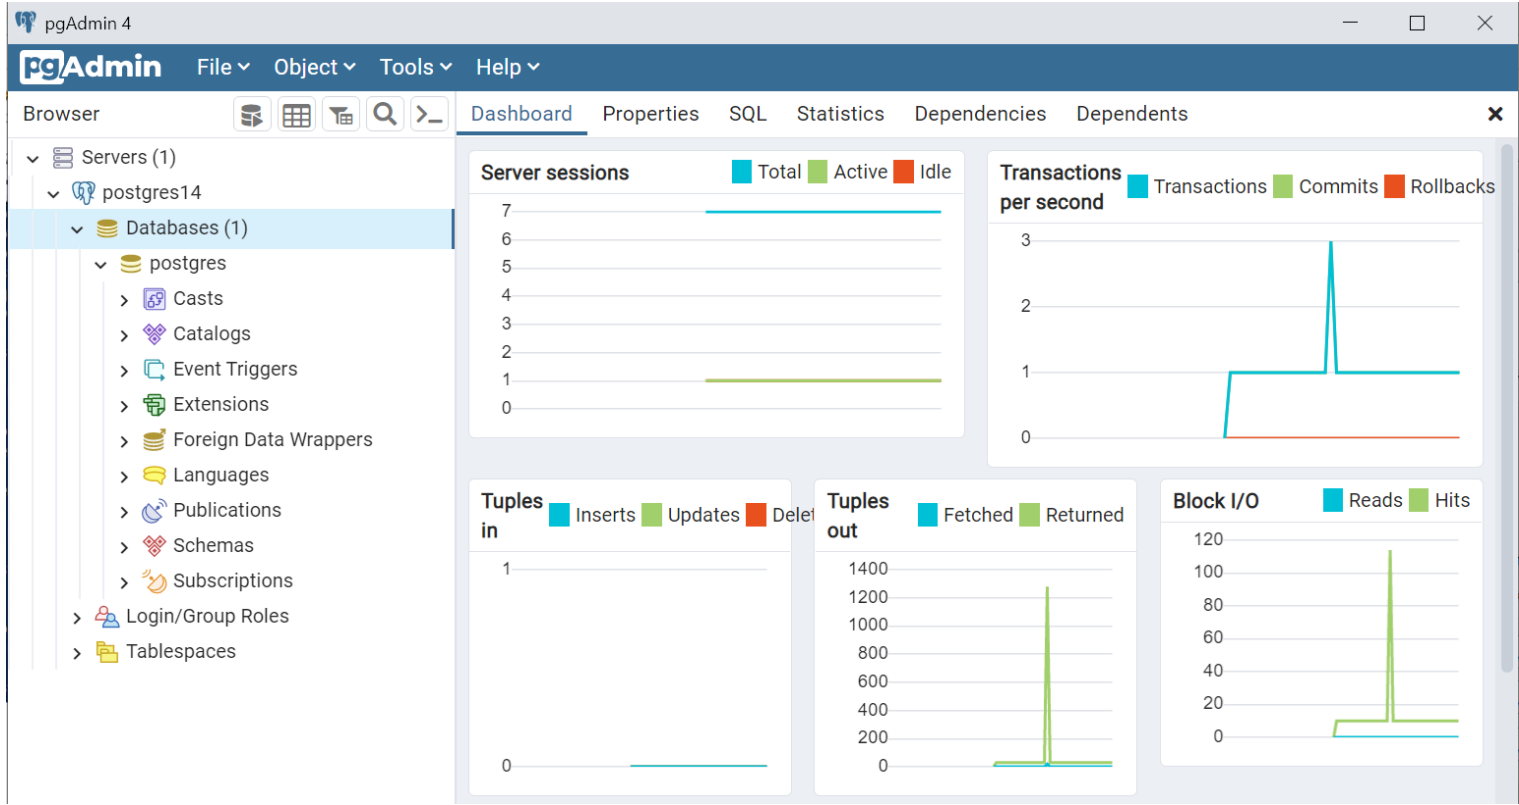 pgAdmin 4
pgAdmin File Object Tools Help
Browser
Dashboard Properties SQL Statistics Dependencies Dependents
Servers (1)
postgres14
Databases (1)
postgres
Casts
Catalogs
Event Triggers
Extensions
Foreign Data Wrappers
Languages
Publications
Schemas
Subscriptions
Login/Group Roles
Tablespaces
Server sessions
Total Active Idle
7
6
5
4
3
2
1
0
Transactions
per second
Transactions Commits Rollbacks
3
2
1
0
Tuples
in
Inserts Updates Delet
1
0
Tuples
out
Fetched Returned
1400
1200
1000
800
600
400
200
0
Block I/O
Reads Hits
120
100
80
60
40
20
0